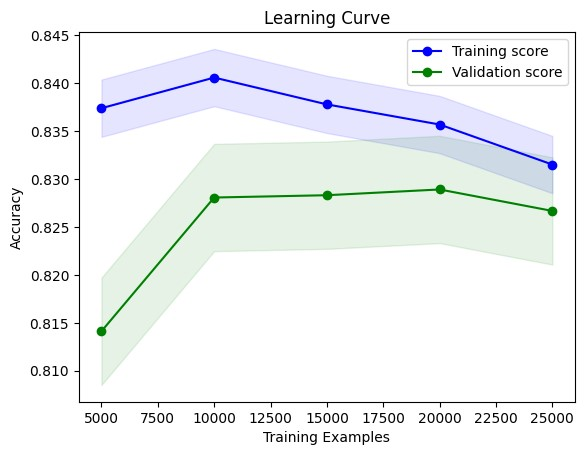 Learning Curve
0.845
0.840
0.835
0.830
0.825
0.820
0.815
0.810
Accuracy
Training score
Validation score
5000 7500 10000 12500 15000 17500 20000 22500 25000
Training Examples